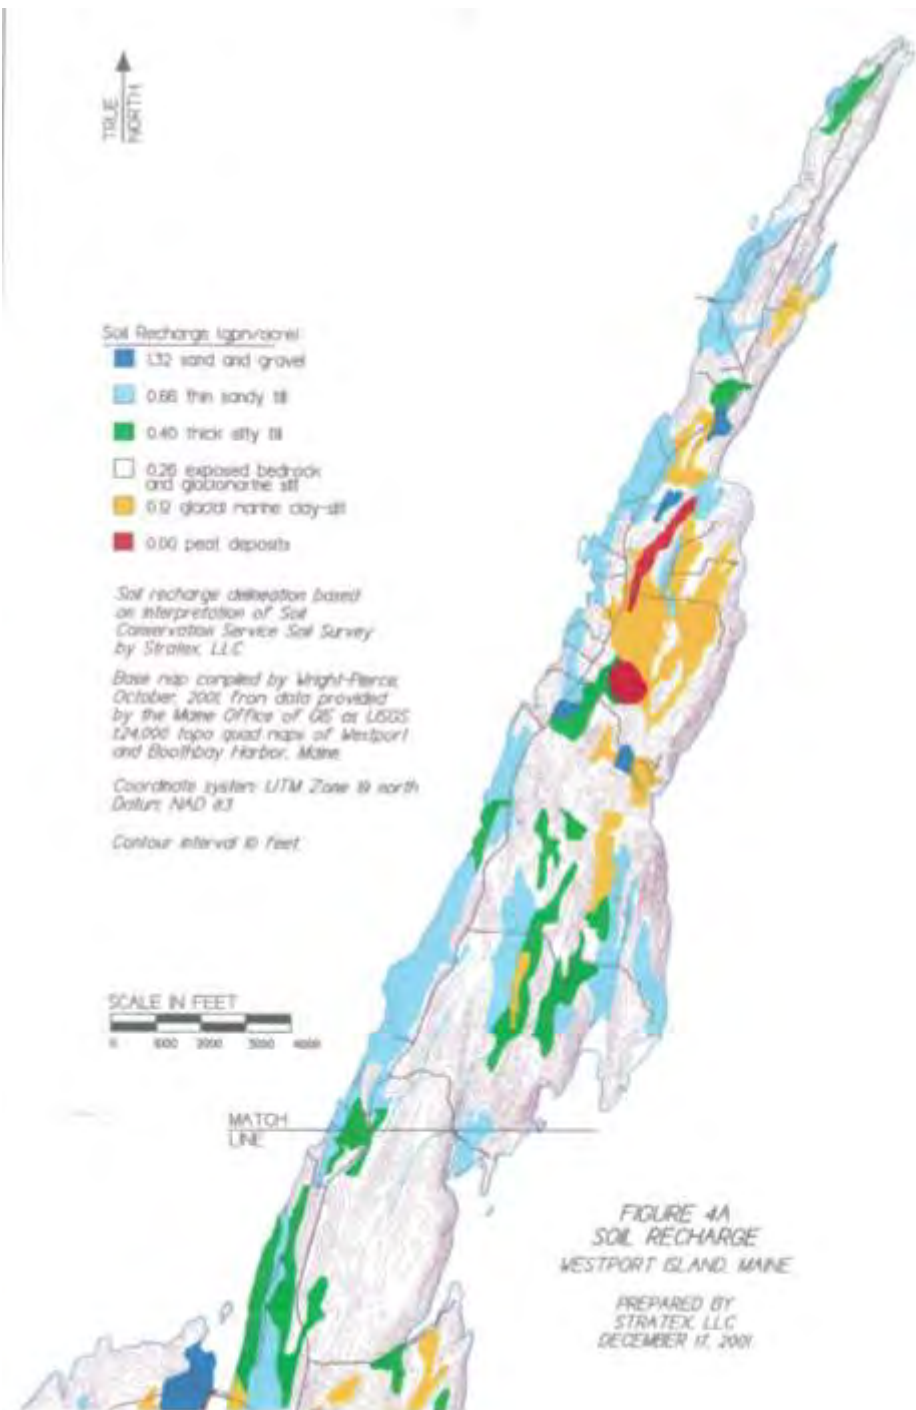 TRUE
NORTH
Soil Recharge (gpm/acre)
1.32 sand and gravel
0.66 thin sandy till
0.40 thick silty till
0.26 exposed bedrock
and glaciomarine silt
0.12 glacial marine clay-silt
0.00 peat deposits
Soil recharge delineation based
on interpretation of Soil
Conservation Service Soil Survey
by Stratex, LLC
Base map compiled by Wright-Pierce,
October, 2001, from data provided
by the Maine Office of GIS as USGS
1:24,000 topo quad maps of Westport
and Boothbay Harbor, Maine.
Coordinate system: UTM Zone 19 north
Datum: NAD 83
Contour interval 10 feet
SCALE IN FEET
0 1000 2000 3000 4000
MATCH
LINE
FIGURE 4A
SOIL RECHARGE
WESTPORT ISLAND, MAINE
PREPARED BY
STRATEX, LLC
DECEMBER 17, 2001